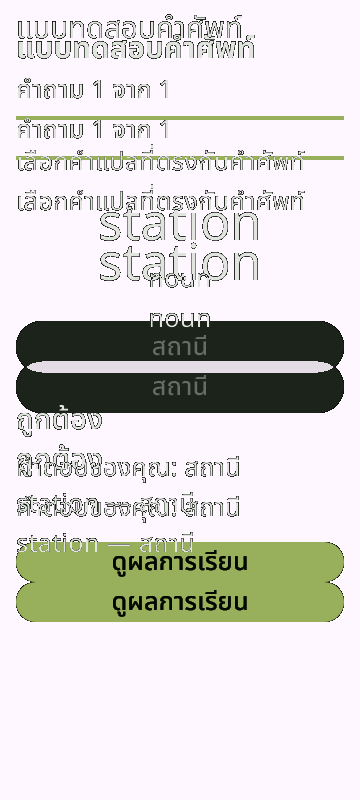 แบบทดสอบคำศัพท์
แบบทดสอบคำศัพท์
คำถาม 1 จาก 1
คำถาม 1 จาก 1
เลือกคำแปลที่ตรงกับคำศัพท์
เลือกคำแปลที่ตรงกับคำศัพท์
station
station
noun
noun
สถานี
สถานี
ถูกต้อง
ถูกต้อง
คำตอบของคุณ: สถานี
station — สถานี
คำตอบของคุณ: สถานี
station — สถานี
ดูผลการเรียน
ดูผลการเรียน